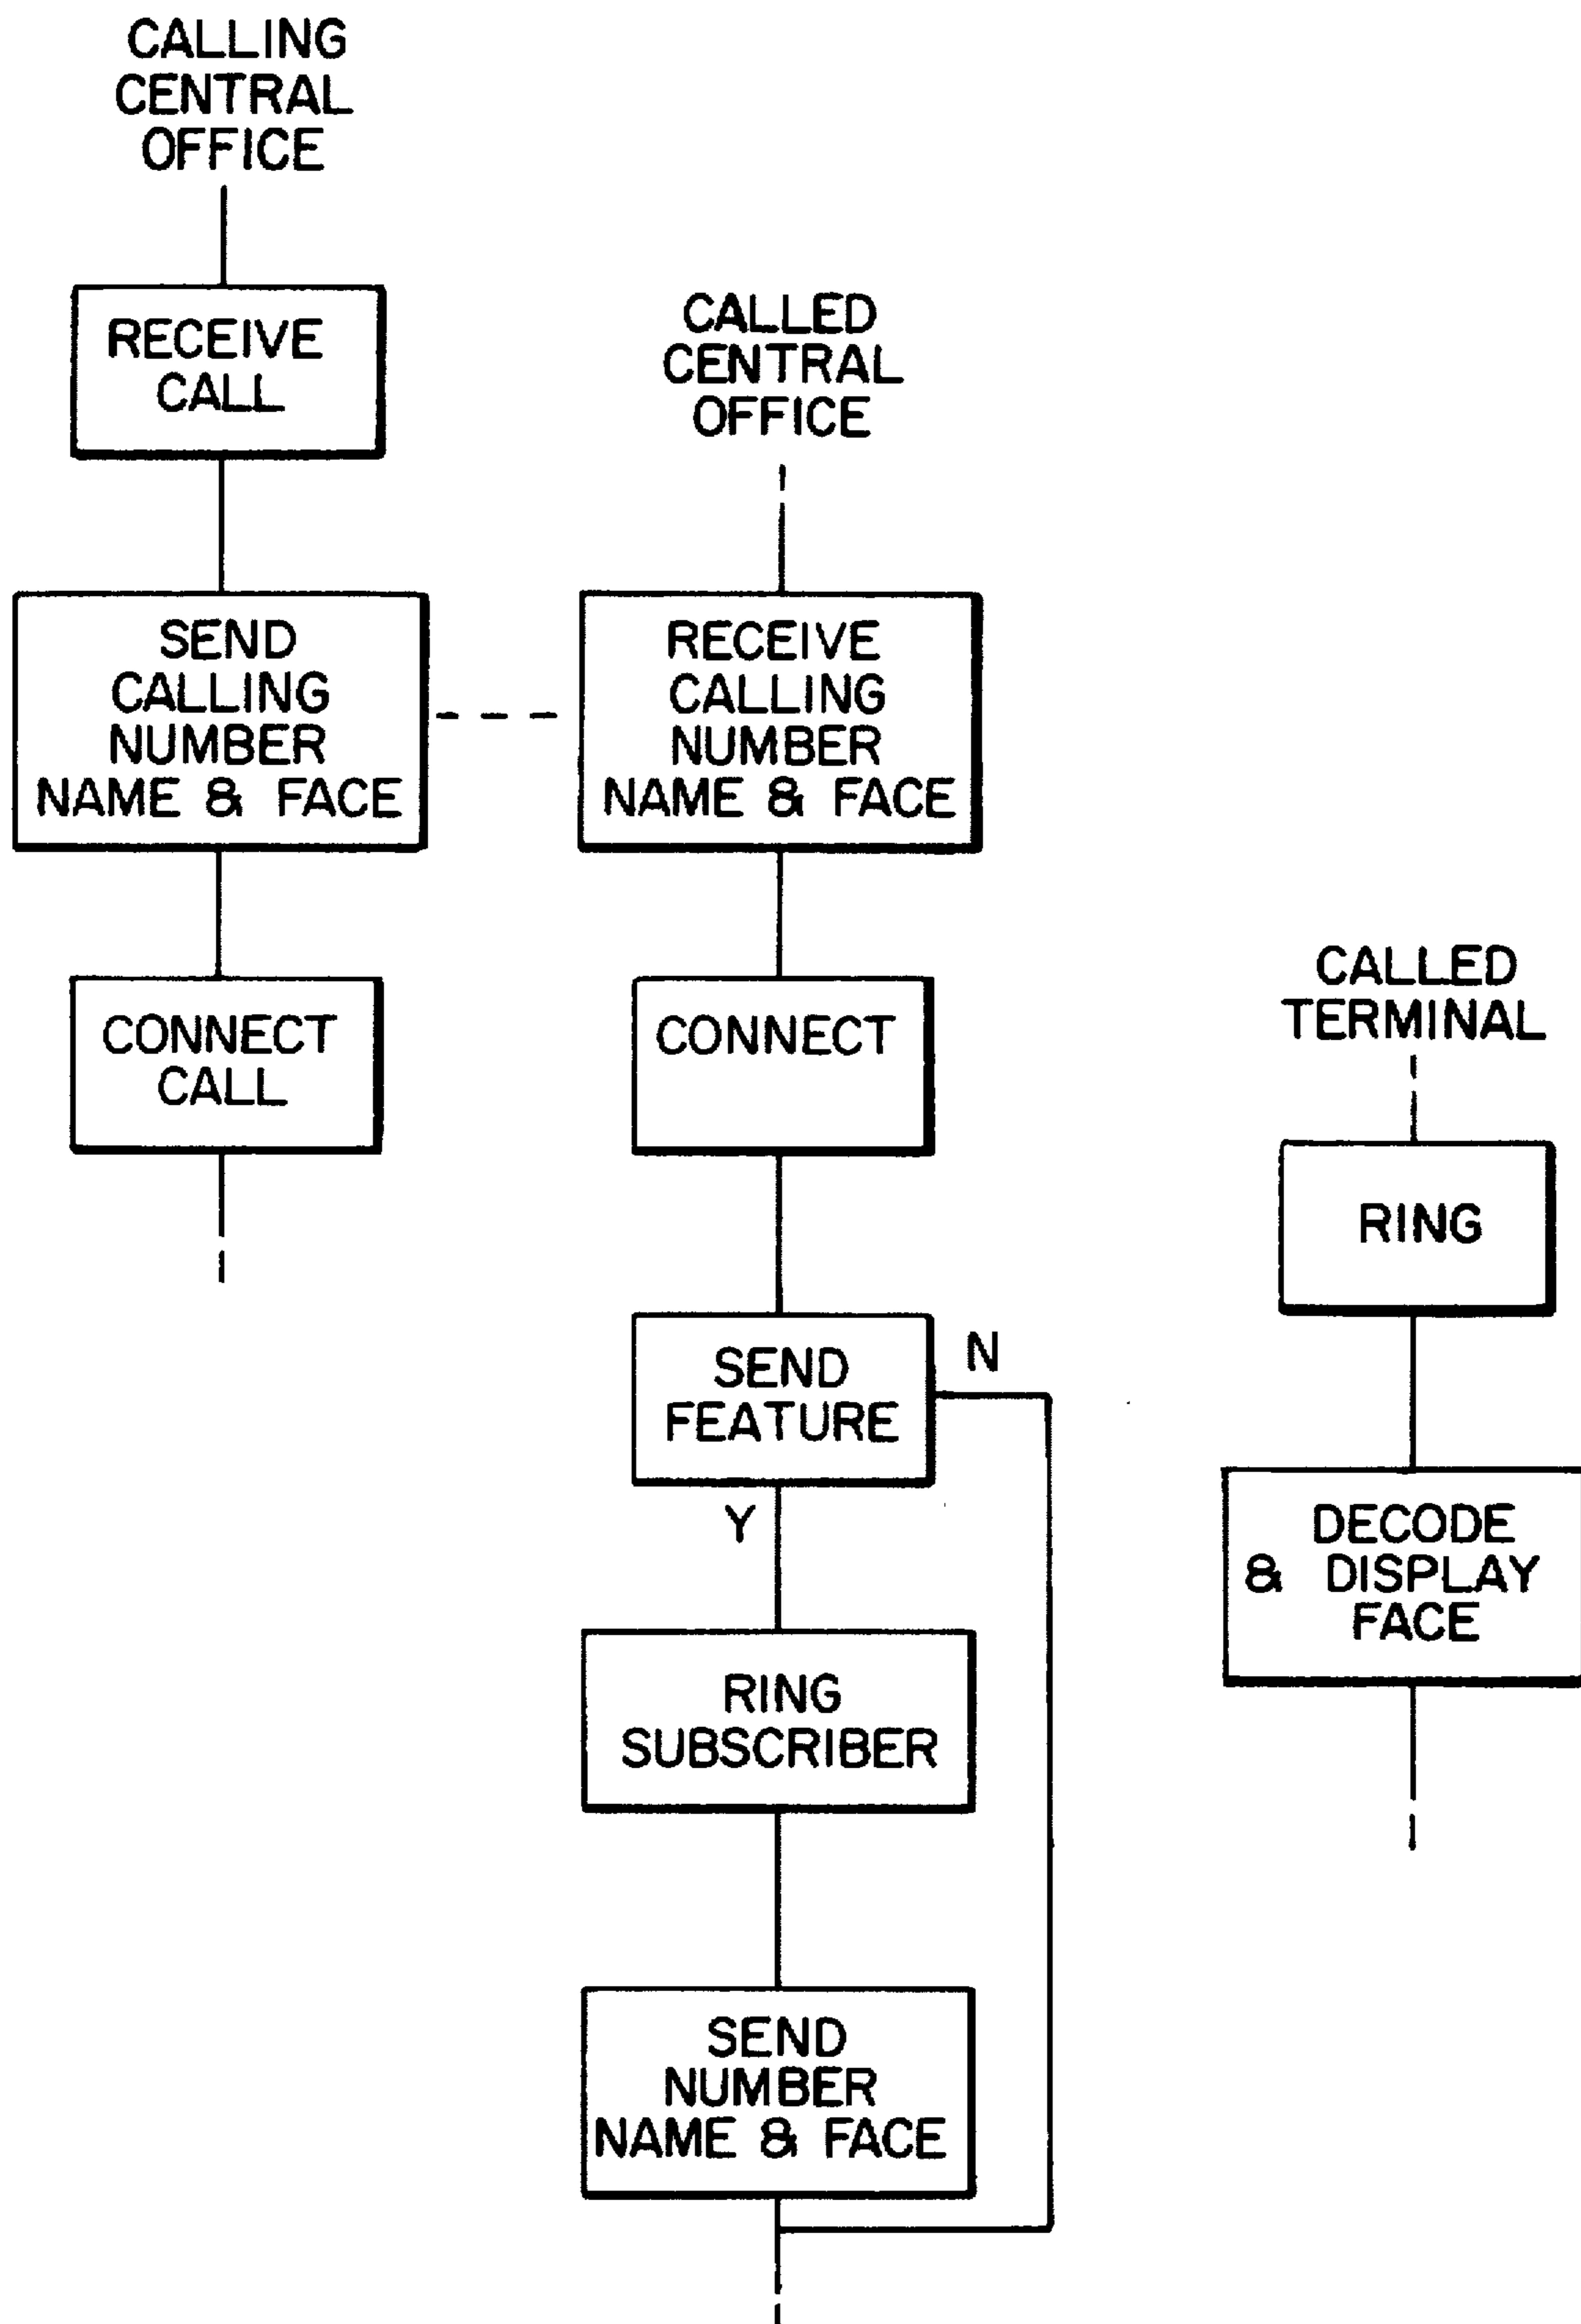 CALLING
CENTRAL
OFFICE
RECEIVE
CALL
SEND
CALLING
NUMBER
NAME & FACE
CONNECT
CALL
CALLED
CENTRAL
OFFICE
RECEIVE
CALLING
NUMBER
NAME & FACE
CONNECT
SEND
FEATURE
N
Y
RING
SUBSCRIBER
SEND
NUMBER
NAME & FACE
CALLED
TERMINAL
RING
DECODE
& DISPLAY
FACE